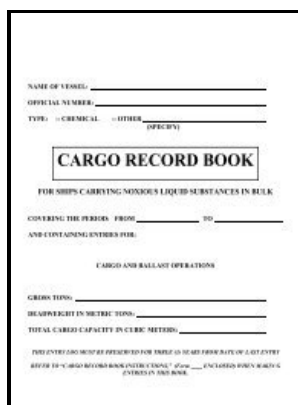 NAME OF VESSEL:
OFFICIAL NUMBER:
TYPE: CHEMICAL OTHER
(SPECIFY)
CARGO RECORD BOOK
FOR SHIPS CARRYING NOXIOUS LIQUID SUBSTANCES IN BULK
COVERING THE PERIOD: FROM TO
AND CONTAINING ENTRIES FOR:
CARGO AND BALLAST OPERATIONS
GROSS TONS:
DEADWEIGHT IN METRIC TONS:
TOTAL CARGO CAPACITY IN CUBIC METERS:
THIS ENTRY LOG MUST BE PRESERVED FOR THREE (3) YEARS FROM DATE OF LAST ENTRY
REFER TO "CARGO RECORD BOOK INSTRUCTIONS," (Form ENCLOSED) WHEN MAKING
ENTRIES IN THIS BOOK.